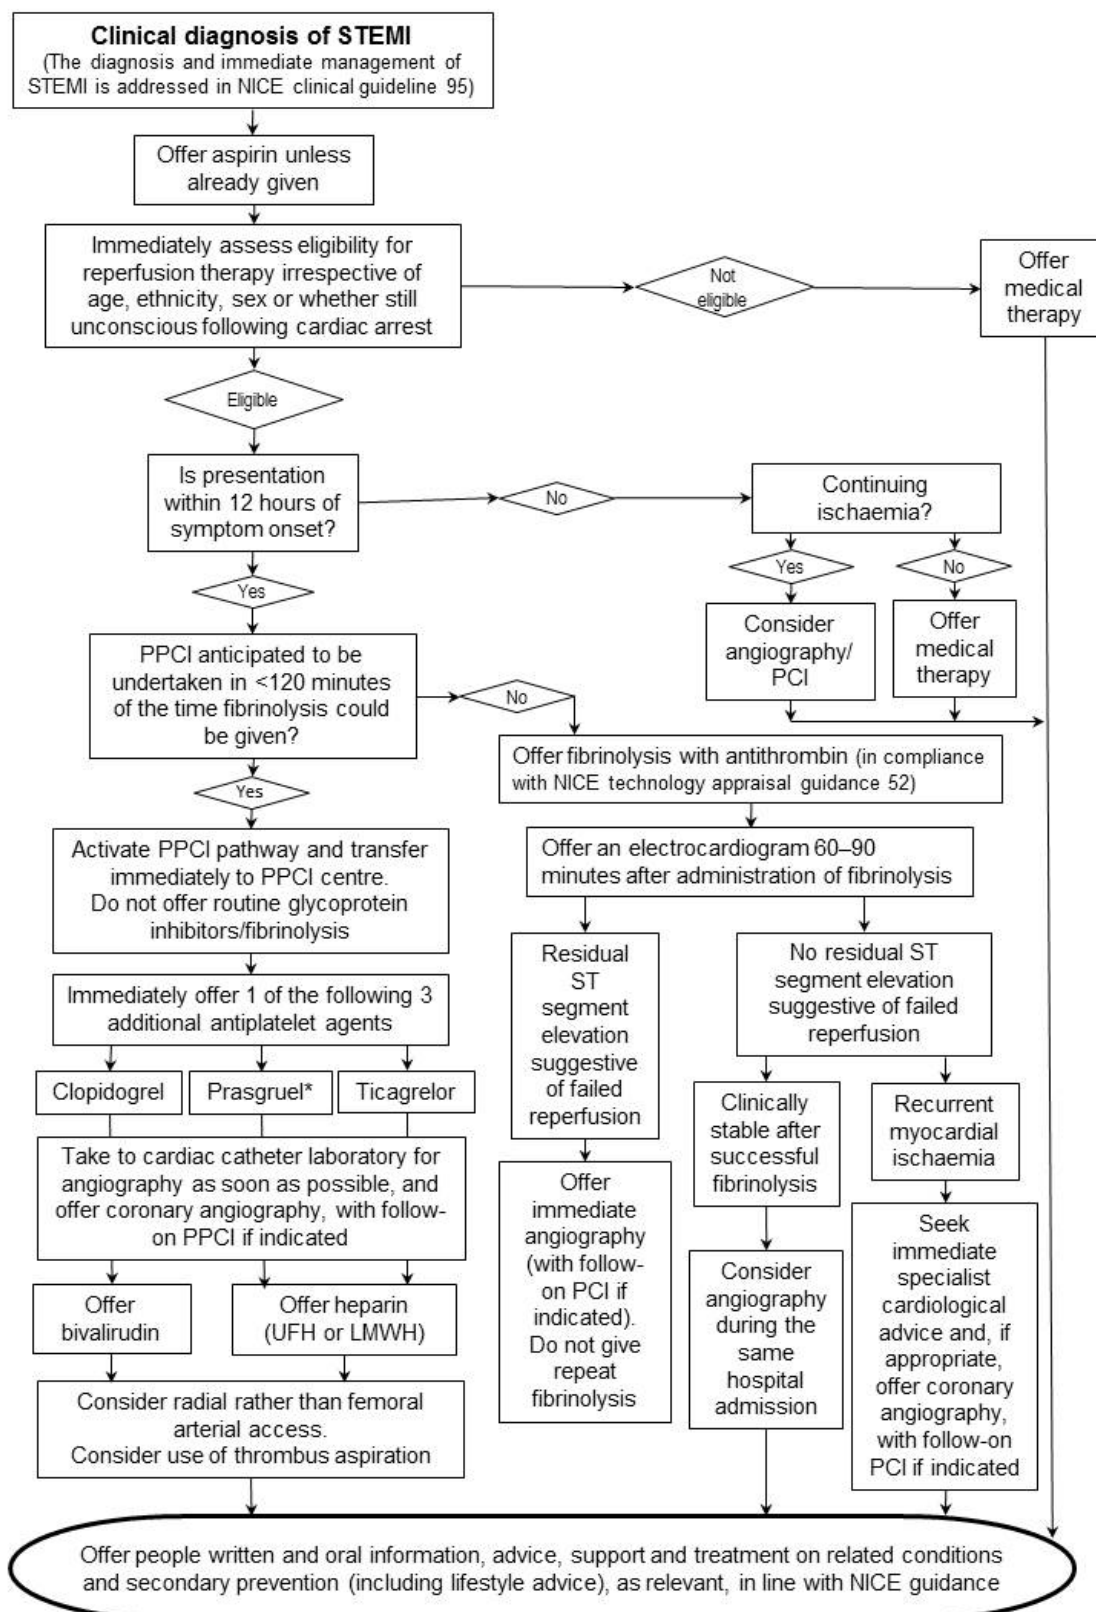 Clinical diagnosis of STEMI
(The diagnosis and immediate management of
STEMI is addressed in NICE clinical guideline 95)
Offer aspirin unless
already given
Immediately assess eligibility for
reperfusion therapy irrespective of
age, ethnicity, sex or whether still
unconscious following cardiac arrest
Not
eligible
Offer
medical
therapy
Eligible
Is presentation
within 12 hours of
symptom onset?
No
Continuing
ischaemia?
Yes
No
Consider
angiography/
PCI
Offer
medical
therapy
Yes
PPCI anticipated to be
undertaken in <120 minutes
of the time fibrinolysis could
be given?
No
Offer fibrinolysis with antithrombin (in compliance
with NICE technology appraisal guidance 52)
Yes
Activate PPCI pathway and transfer
immediately to PPCI centre.
Do not offer routine glycoprotein
inhibitors/fibrinolysis
Offer an electrocardiogram 60–90
minutes after administration of fibrinolysis
Immediately offer 1 of the following 3
additional antiplatelet agents
Clopidogrel
Prasgruel*
Ticagrelor
Take to cardiac catheter laboratory for
angiography as soon as possible, and
offer coronary angiography, with follow-
on PPCI if indicated
Offer
bivalirudin
Offer heparin
(UFH or LMWH)
Consider radial rather than femoral
arterial access.
Consider use of thrombus aspiration
Residual
ST
segment
elevation
suggestive
of failed
reperfusion
Offer
immediate
angiography
(with follow-
on PCI if
indicated).
Do not give
repeat
fibrinolysis
No residual ST
segment elevation
suggestive of failed
reperfusion
Clinically
stable after
successful
fibrinolysis
Consider
angiography
during the
same
hospital
admission
Recurrent
myocardial
ischaemia
Seek
immediate
specialist
cardiological
advice and, if
appropriate,
offer coronary
angiography,
with follow-on
PCI if indicated
Offer people written and oral information, advice, support and treatment on related conditions
and secondary prevention (including lifestyle advice), as relevant, in line with NICE guidance